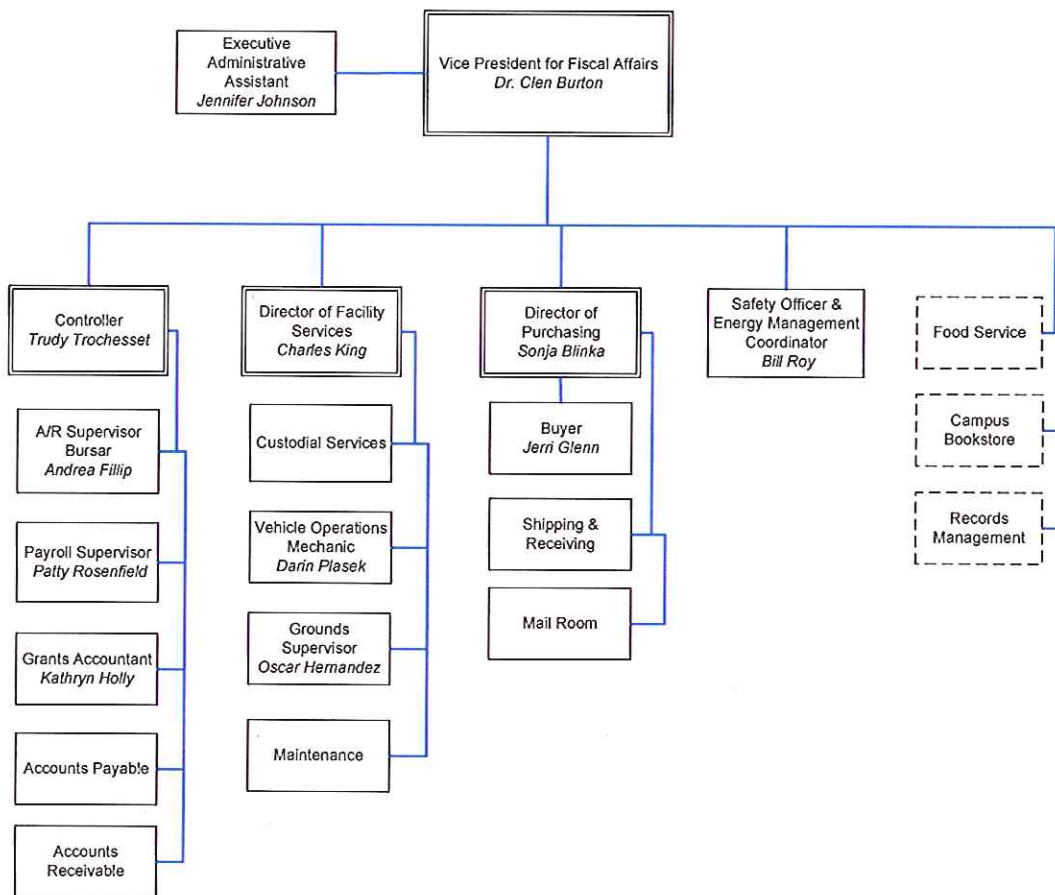 Executive
Administrative
Assistant
Jennifer Johnson
Vice President for Fiscal Affairs
Dr. Clen Burton
Controller
Trudy Trochesset
A/R Supervisor
Bursar
Andrea Fillip
Payroll Supervisor
Patty Rosenfield
Grants Accountant
Kathryn Holly
Accounts Payable
Accounts
Receivable
Director of Facility
Services
Charles King
Custodial Services
Vehicle Operations
Mechanic
Darin Plasek
Grounds
Supervisor
Oscar Hernandez
Maintenance
Director of
Purchasing
Sonja Blinka
Buyer
Jerri Glenn
Shipping &
Receiving
Mail Room
Safety Officer &
Energy Management
Coordinator
Bill Roy
Food Service
Campus
Bookstore
Records
Management